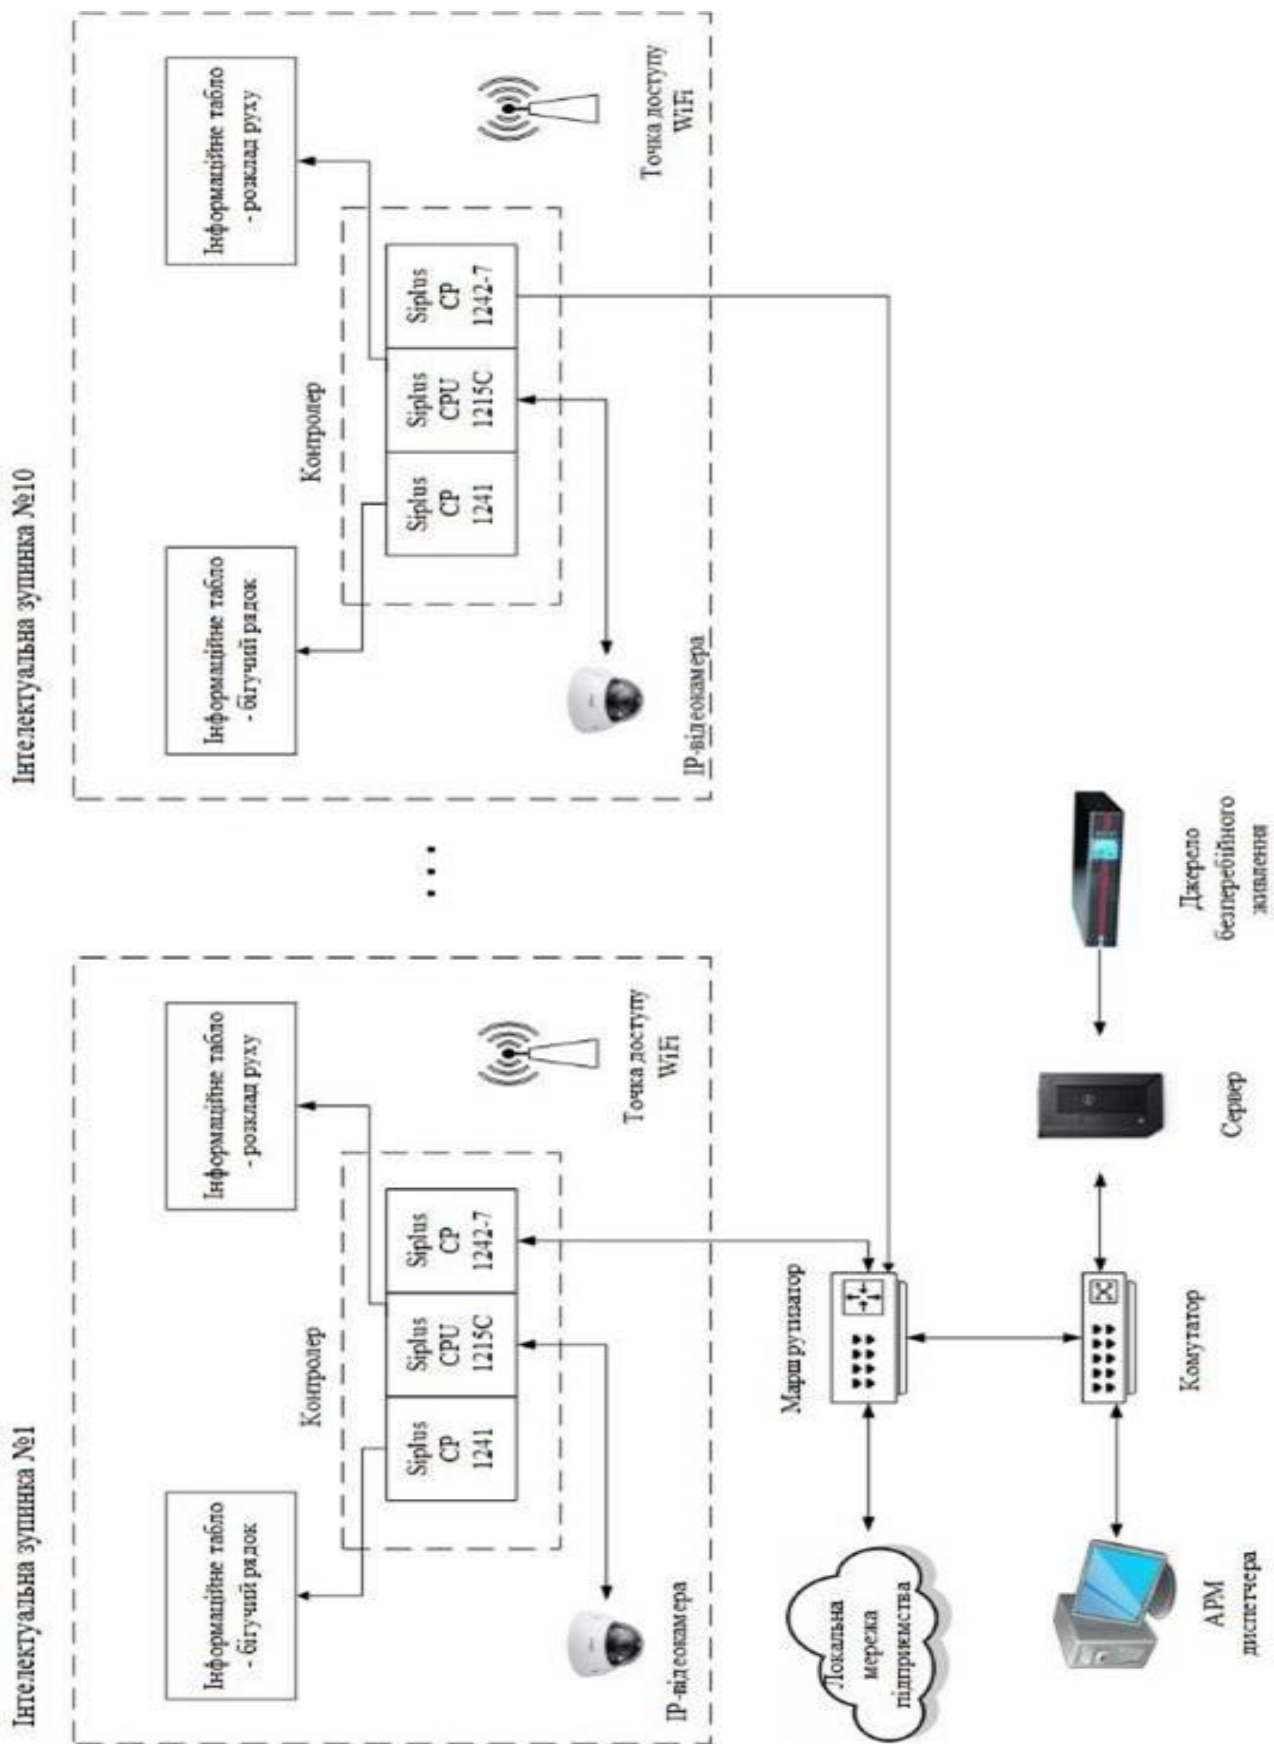 Інтелектуальна зупинка №1
Інформаційне табло
- бігучий рядок
Інформаційне табло
- розклад руху
Контролер
Siplus
CP
1241
Siplus
CPU
1215C
Siplus
CP
1242-7
IP-відеокамера
Точка доступу
WiFi
. . .
Інтелектуальна зупинка №10
Інформаційне табло
- бігучий рядок
Інформаційне табло
- розклад руху
Контролер
Siplus
CP
1241
Siplus
CPU
1215C
Siplus
CP
1242-7
IP-відеокамера
Точка доступу
WiFi
Локальна
мережа
підприємства
Маршрутизатор
АРМ
диспетчера
Комутатор
Сервер
Джерело
безперебійного
живлення